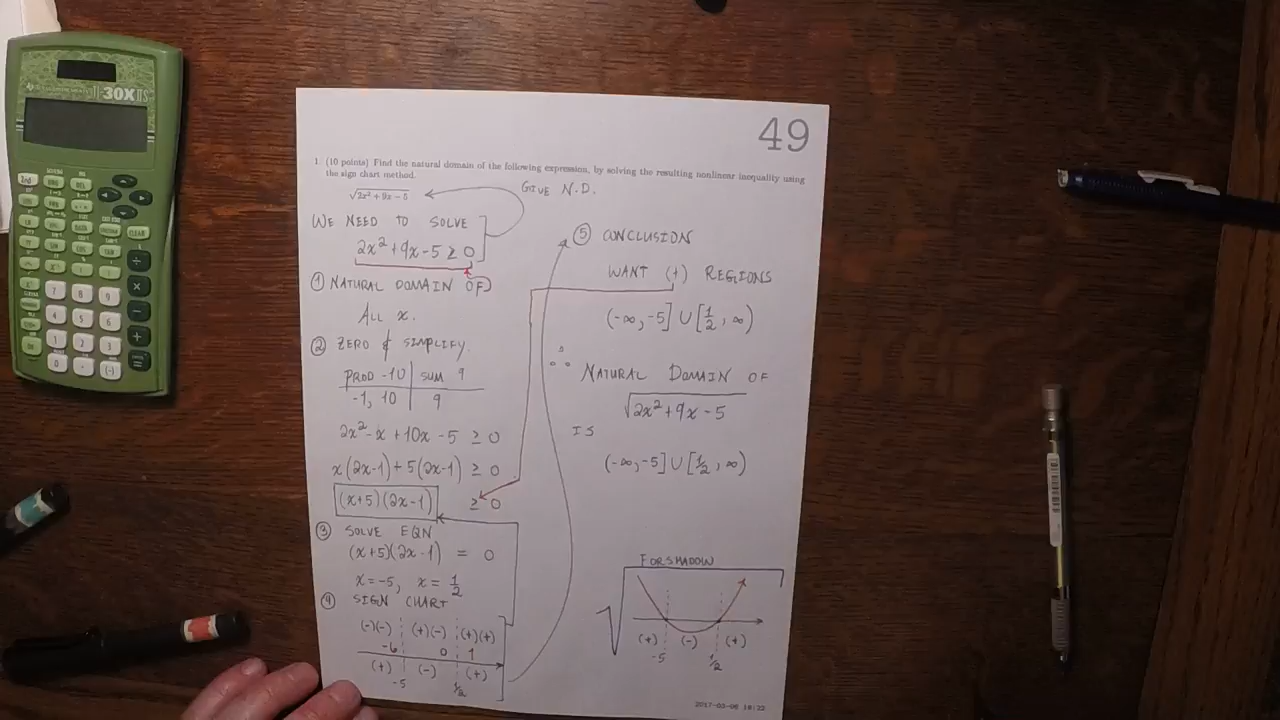 30X IIS
49
1. (10 points) Find the natural domain of the following expression, by solving the resulting nonlinear inequality using
the sign chart method.
√2x² + 9x − 5
GIVE N.D.
WE NEED TO SOLVE
2x² + 9x - 5 ≥ 0
① NATURAL DOMAIN OF
ALL x.
② ZERO & SIMPLIFY.
PROD -10 | SUM 9
-1, 10 | 9
2x² - x + 10x - 5 ≥ 0
x(2x-1) + 5(2x-1) ≥ 0
(x+5)(2x-1) ≥ 0
③ SOLVE EQN
(x+5)(2x-1) = 0
x = -5, x = 1/2
④ SIGN CHART
(-)(-) (+)(-) (+)(+)
-6 0 1
(+) (-) (+)
-5 1/2
⑤ CONCLUSION
WANT (+) REGIONS
(-∞, -5] ∪ [1/2, ∞)
∴ NATURAL DOMAIN OF
√2x² + 9x - 5
IS
(-∞, -5] ∪ [1/2, ∞)
FORSHADOW
(+) (-) (+)
-5 1/2